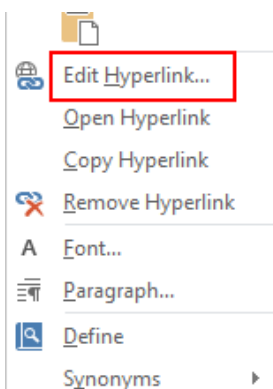 Edit Hyperlink...
Open Hyperlink
Copy Hyperlink
Remove Hyperlink
A Font...
Paragraph...
Define
Synonyms